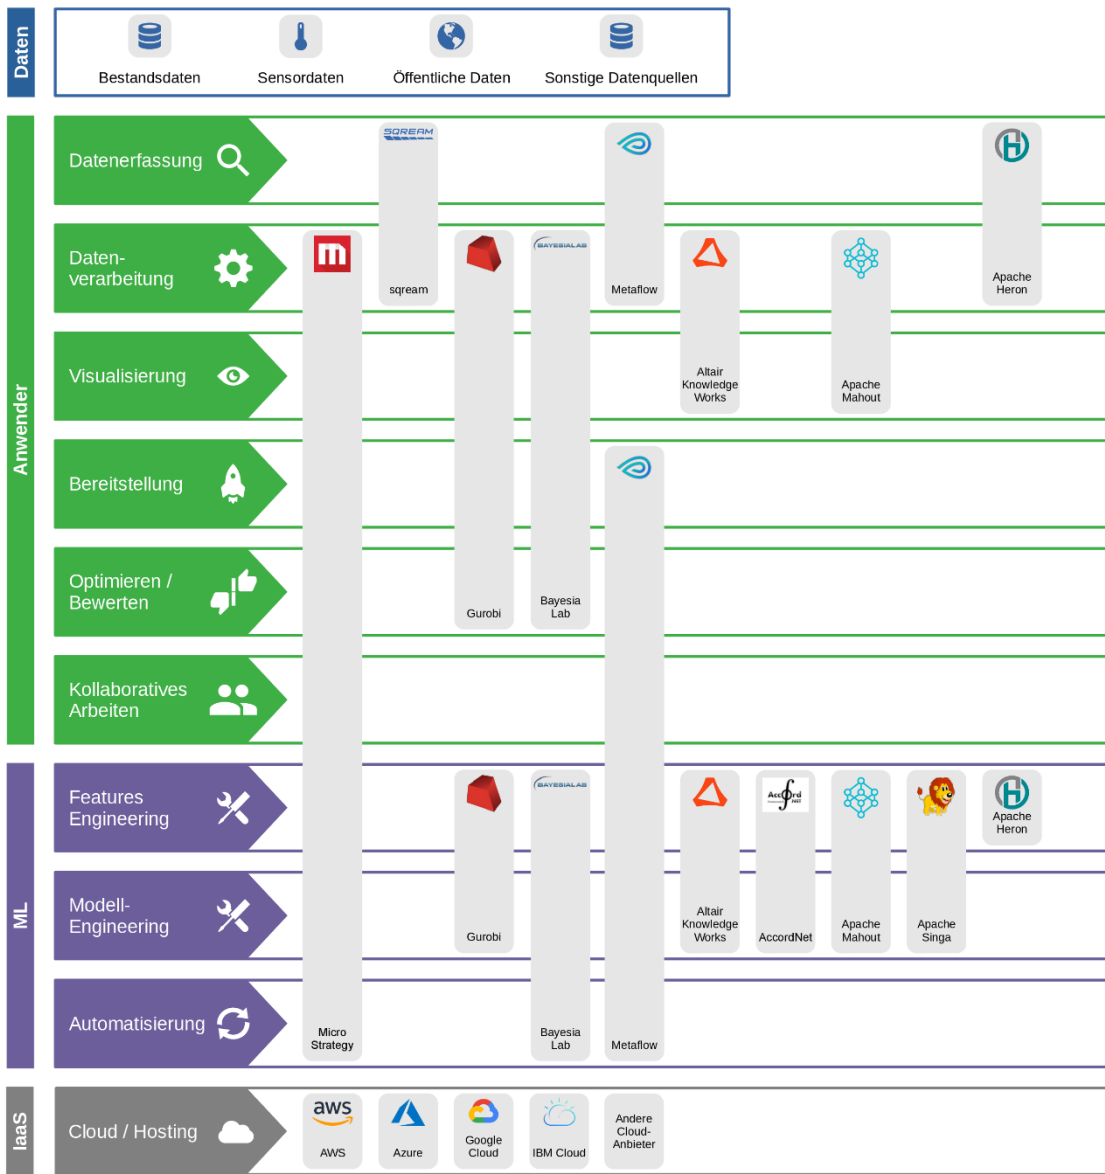 Daten
Bestandsdaten
Sensordaten
Öffentliche Daten
Sonstige Datenquellen
Anwender
Datenerfassung
SQREAM
Daten-
verarbeitung
sqream
BAYESIALAB
Metaflow
Apache
Heron
Visualisierung
Altair
Knowledge
Works
Apache
Mahout
Bereitstellung
Optimieren /
Bewerten
Gurobi
Bayesia
Lab
Kollaboratives
Arbeiten
ML
Features
Engineering
BAYESIALAB
Accord
.NET
Apache
Heron
Modell-
Engineering
Gurobi
Altair
Knowledge
Works
AccordNet
Apache
Mahout
Apache
Singa
Automatisierung
Micro
Strategy
Bayesia
Lab
Metaflow
IaaS
Cloud / Hosting
aws
AWS
Azure
Google
Cloud
IBM Cloud
Andere
Cloud-
Anbieter